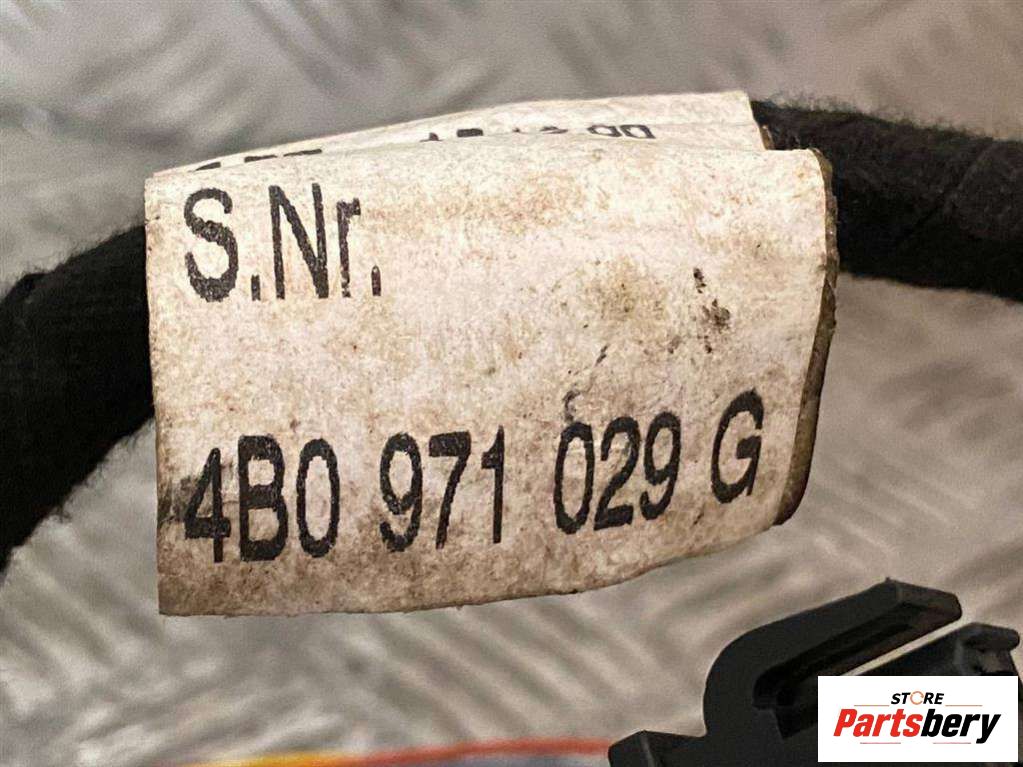 S.Nr.
4B0 971 029 G
STORE
Partsbery